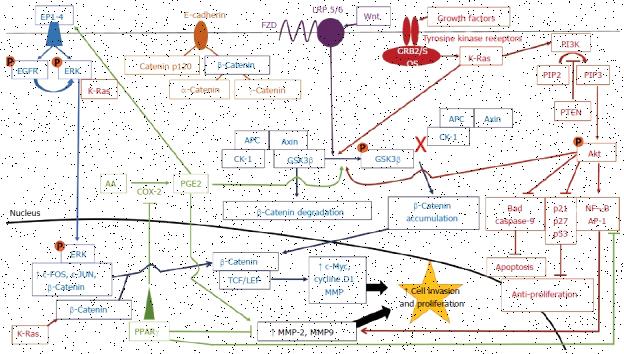 EP1-4
E-cadherin
LRP 5/6
Wnt
Growth factors
FZD
Tyrosine kinase receptors
GRB2/S
OS
K-Ras
PI3K
P
P
EGFR
ERK
Catenin p120
β-Catenin
PIP2
PIP3
K-Ras
α-Catenin
-Catenin
PTEN
APC
Axin
CK-1
X
P
APC
Axin
CK-1
GSK3β
P
GSK3β
Akt
AA
COX-2
PGE2
β-Catenin degradation
β-Catenin
accumulation
Bad
caspase-9
p21
p27
p53
NF-κB
AP-1
Nucleus
P
ERK
↑ c-FOS, c-JUN,
β-Catenin
β-Catenin
TCF/LEF
↑ c-Myc,
cycline D1
MMP
↑ Cell invasion
and proliferation
Apoptosis
Anti-proliferation
β-Catenin
K-Ras
PPAR
↑ MMP-2, MMP9